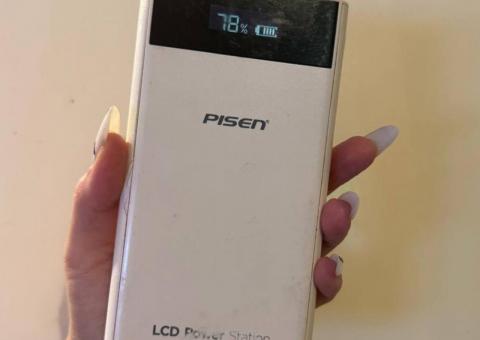 78%
PISEN
LCD Power Station